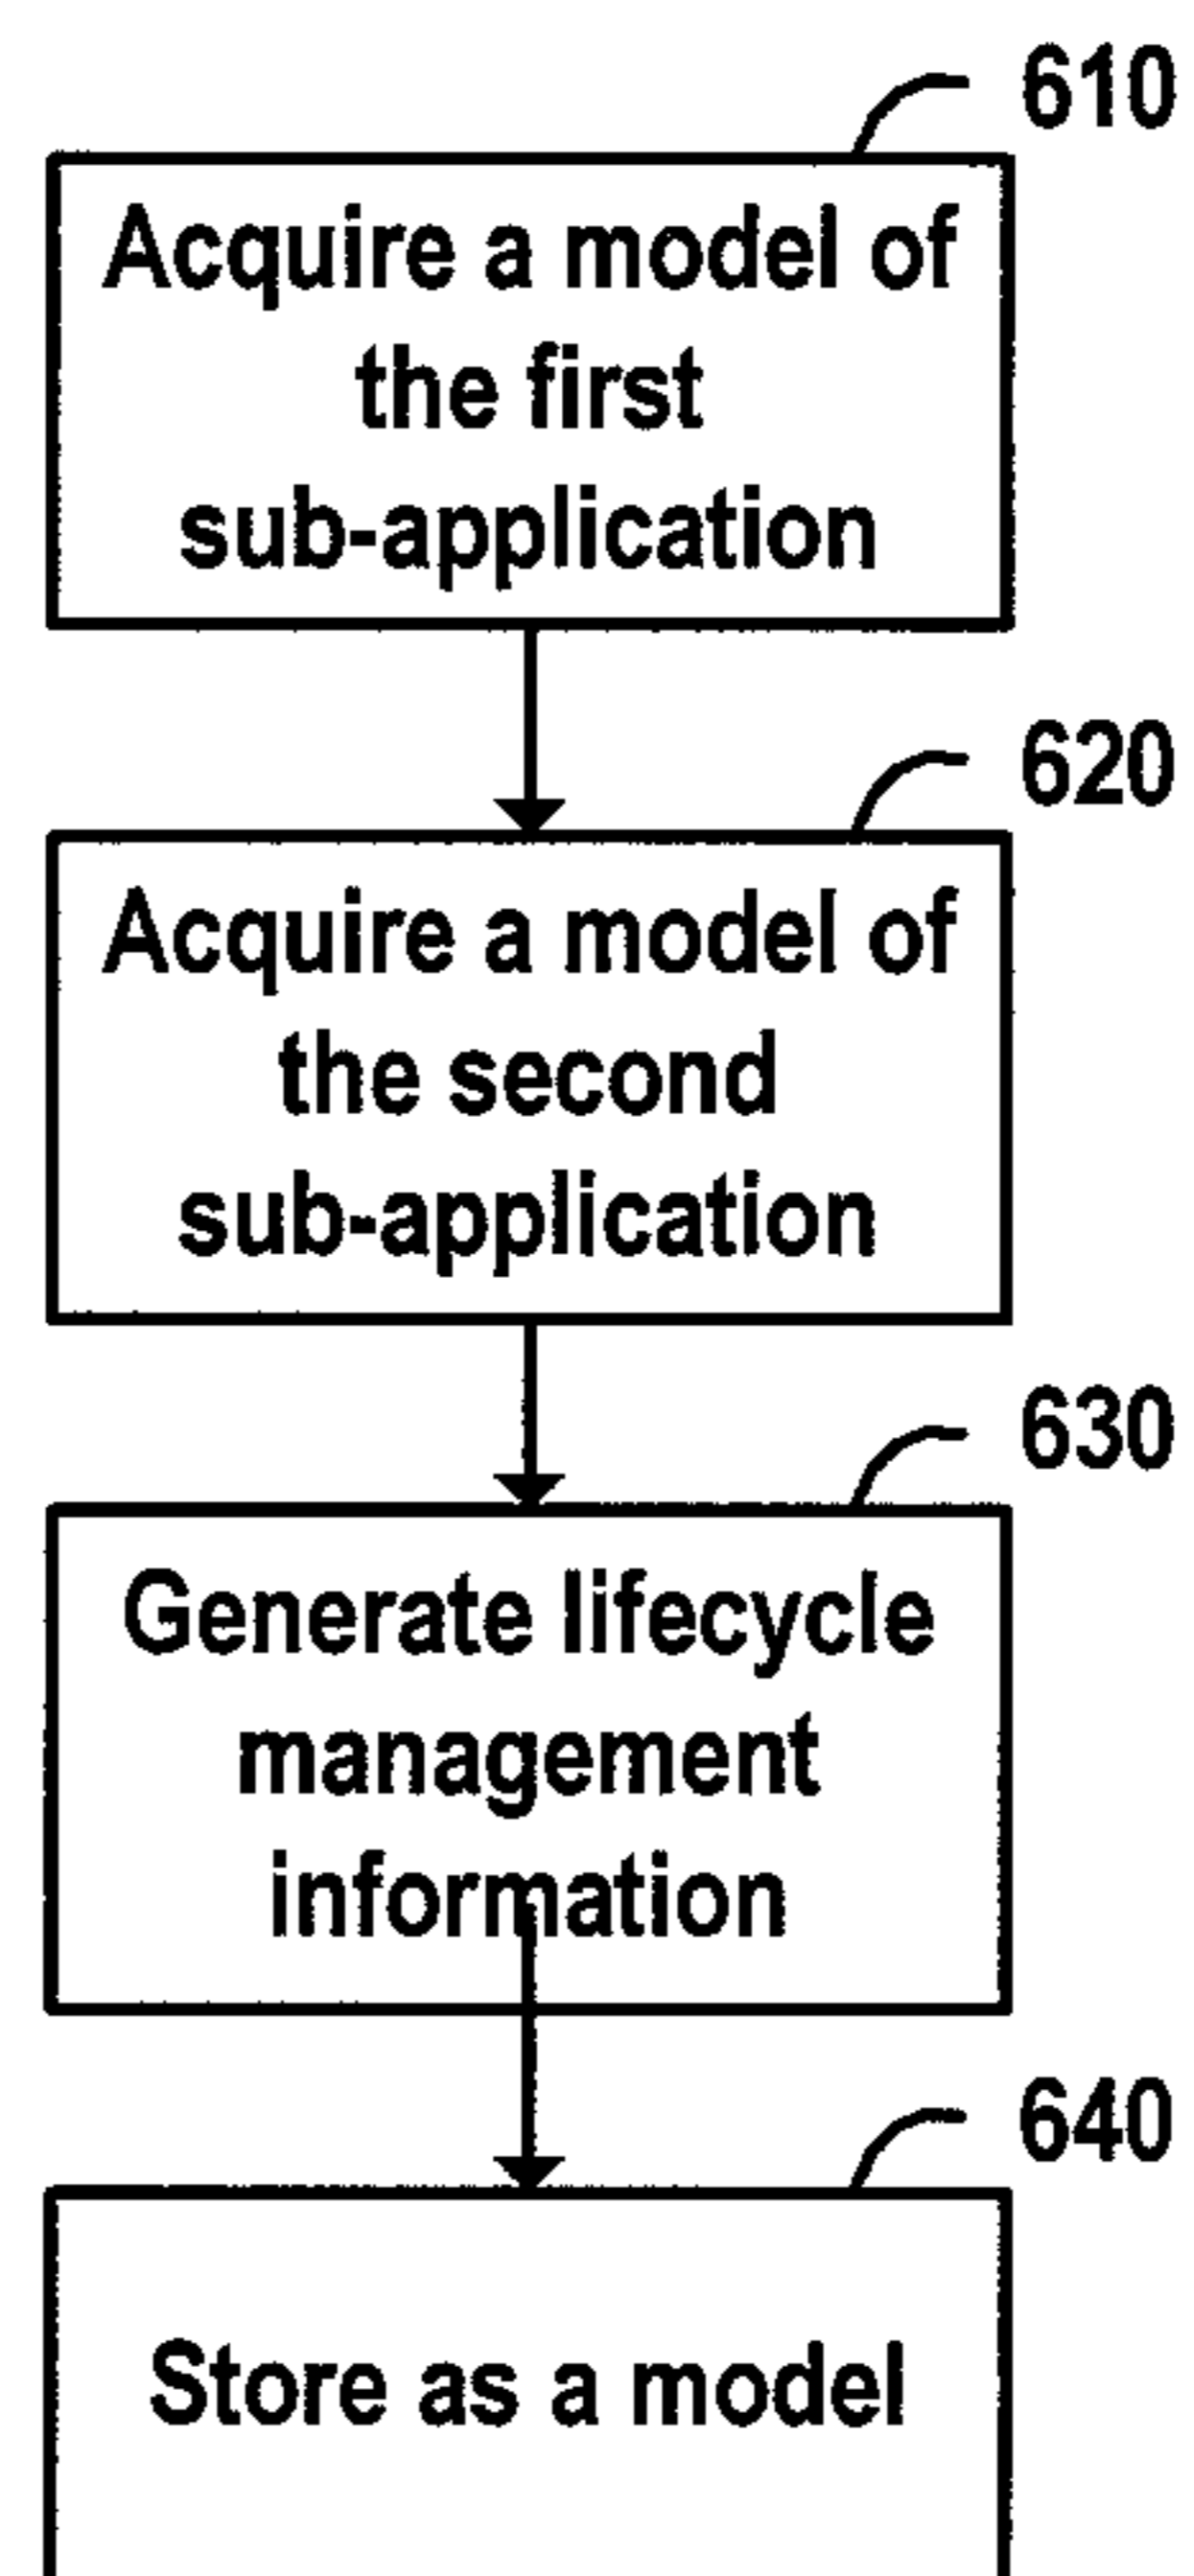 610
Acquire a model of
the first
sub-application
620
Acquire a model of
the second
sub-application
630
Generate lifecycle
management
information
640
Store as a model